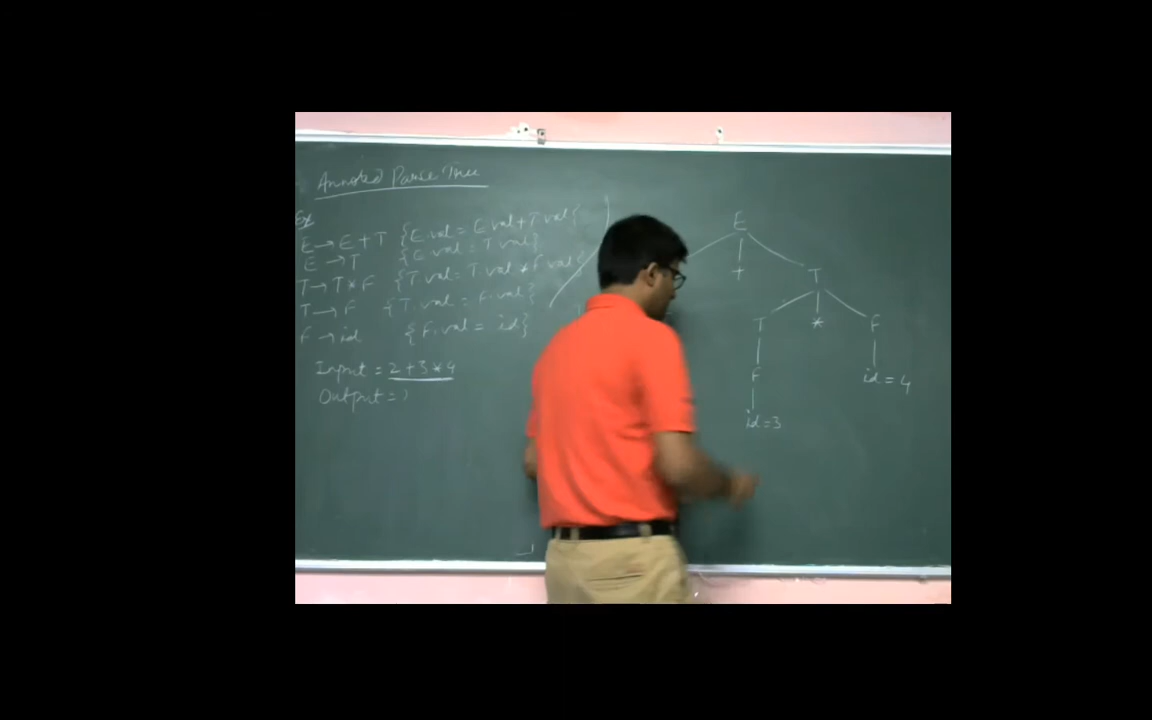 Annoted Parse Tree
Ex
E → E + T {E.val = E.val + T.val}
E → T {E.val = T.val}
T → T * F {T.val = T.val * F.val}
T → F {T.val = F.val}
F → id {F.val = id}
Input = 2 + 3 * 4
Output =
E
+
T
T * F
F
id = 4
id = 3